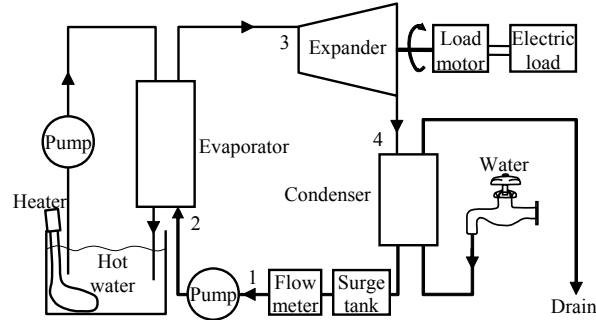 3
Expander
Load
motor
Electric
load
Pump
Evaporator
4
Condenser
Water
Heater
2
Hot
water
Pump
1
Flow
meter
Surge
tank
Drain